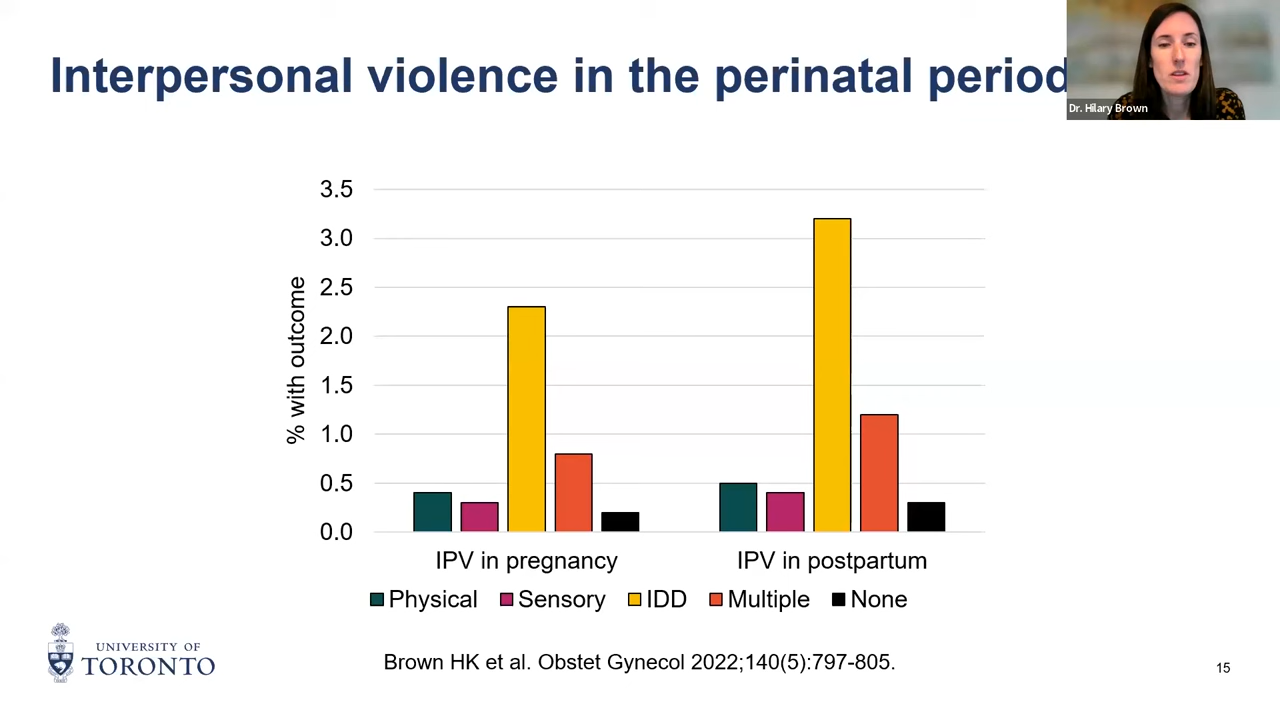 Interpersonal violence in the perinatal period
Dr. Hilary Brown
3.5
3.0
2.5
2.0
1.5
1.0
0.5
0.0
% with outcome
IPV in pregnancy
IPV in postpartum
Physical
Sensory
IDD
Multiple
None
UNIVERSITY OF
TORONTO
Brown HK et al. Obstet Gynecol 2022;140(5):797-805.
15